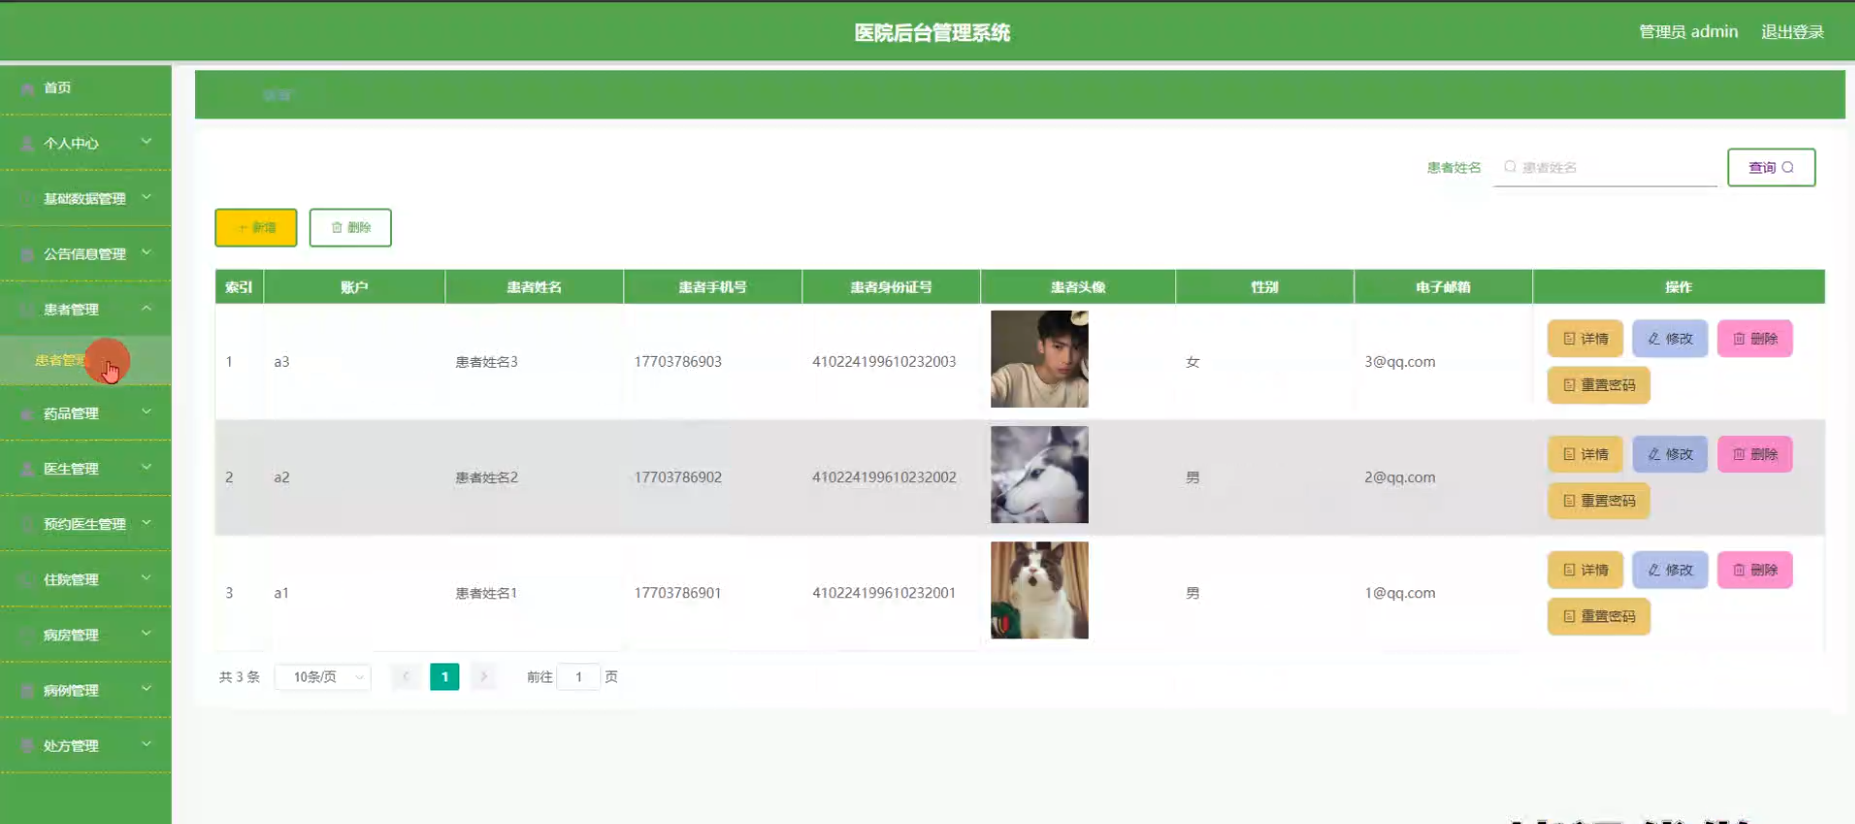 医院后台管理系统
管理员 admin 退出登录
首页
个人中心
基础数据管理
公告信息管理
患者管理
患者管理
药品管理
医生管理
预约医生管理
住院管理
病房管理
病例管理
处方管理
患者姓名 患者姓名 查询
+ 新增 删除
索引 账户 患者姓名 患者手机号 患者身份证号 患者头像 性别 电子邮箱 操作
1 a3 患者姓名3 17703786903 410224199610232003 女 3@qq.com 详情 修改 删除
重置密码
2 a2 患者姓名2 17703786902 410224199610232002 男 2@qq.com 详情 修改 删除
重置密码
3 a1 患者姓名1 17703786901 410224199610232001 男 1@qq.com 详情 修改 删除
重置密码
共 3 条 10条/页 1 前往 1 页